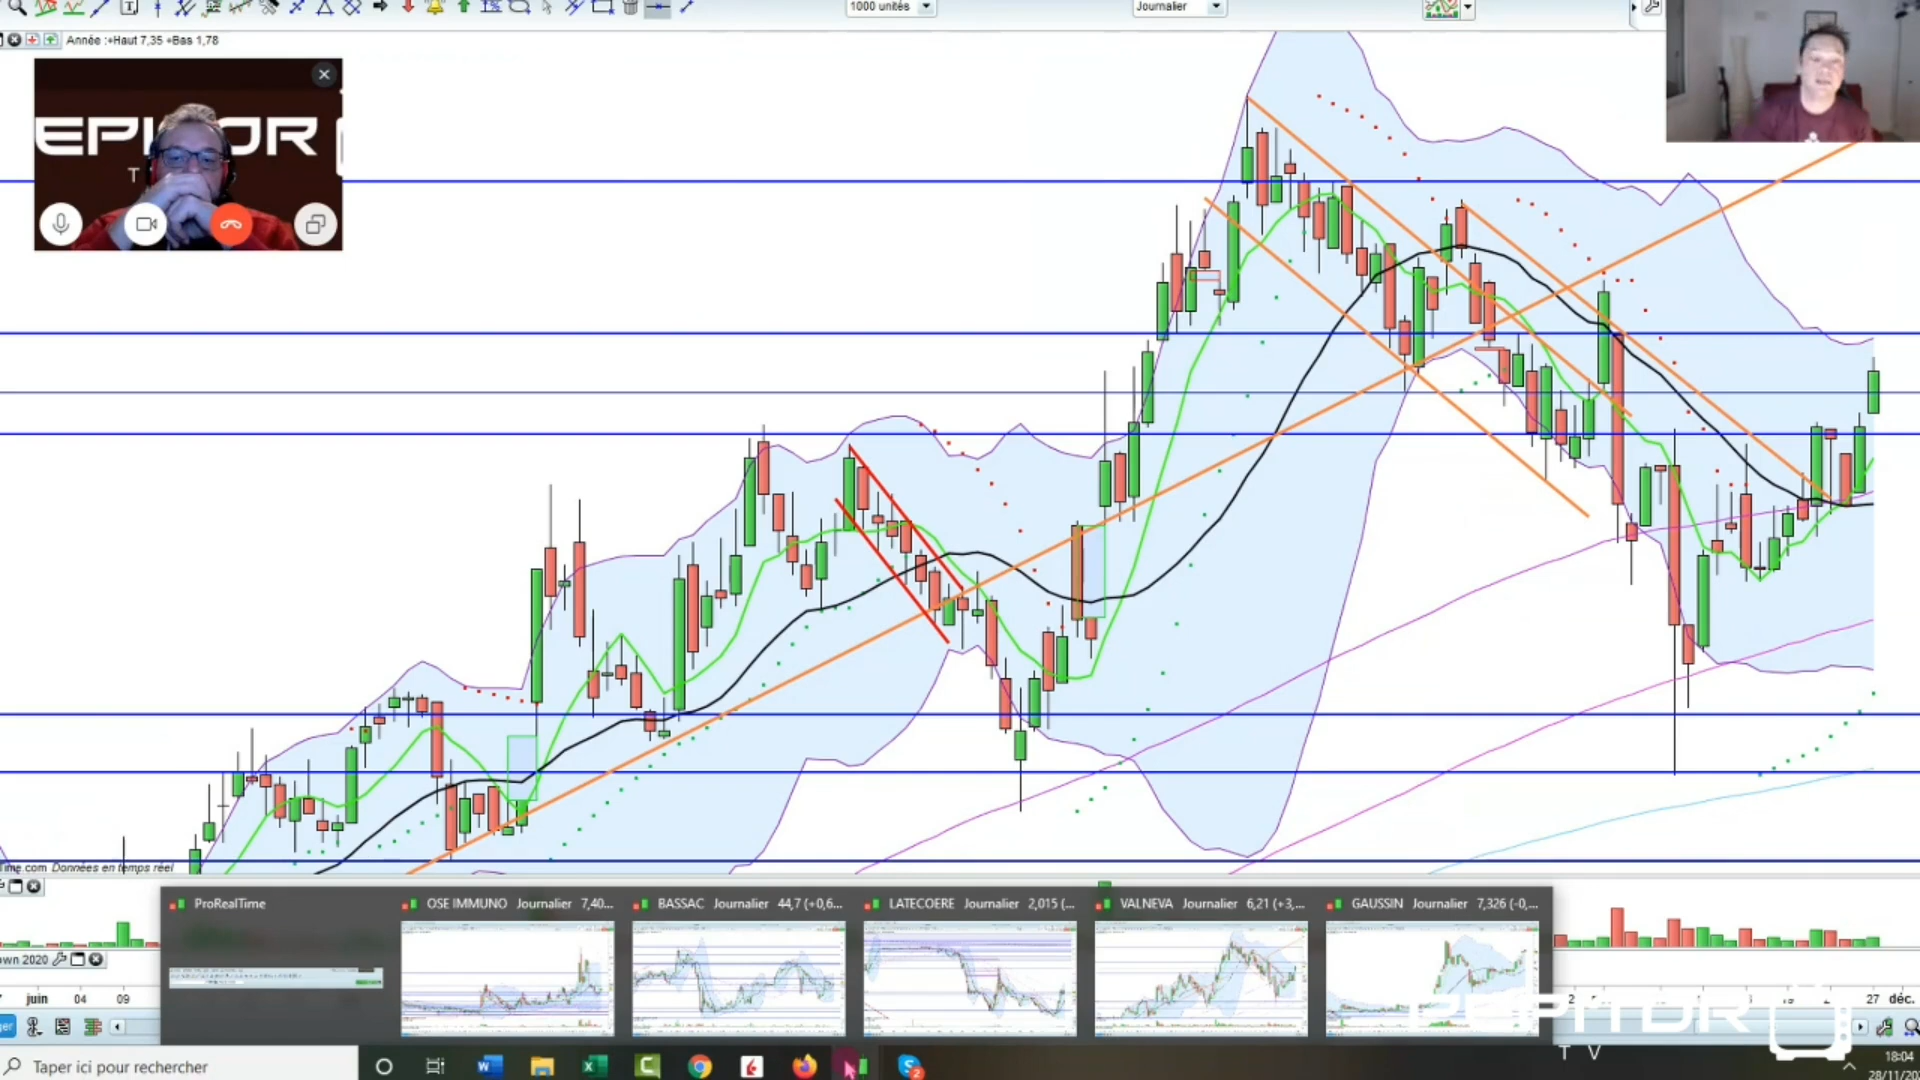 1000 unités
Journalier
Année :+Haut 7,35 +Bas 1,78
EPI OR
T
Time.com Données en temps réel
ProRealTime
OSE IMMUNO Journalier 7,40...
BASSAC Journalier 44,7 (+0,6...
LATECOERE Journalier 2,015 (...
VALNEVA Journalier 6,21 (+3,...
GAUSSIN Journalier 7,326 (-0,...
own 2020
juin 04 09
27 déc.
PEPITOR
T V
Taper ici pour rechercher
2
18:04
28/11/20